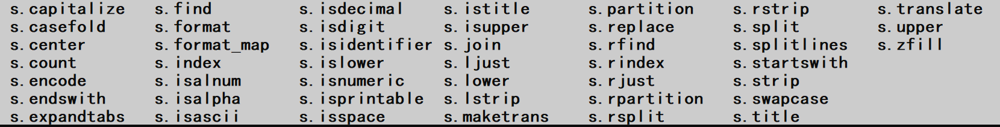 s.capitalize s.find s.isdecimal s.istitle s.partition s.rstrip s.translate
s.casefold s.format s.isdigit s.isupper s.replace s.split s.upper
s.center s.format_map s.isidentifier s.join s.rfind s.splitlines s.zfill
s.count s.index s.islower s.ljust s.rindex s.startswith
s.encode s.isalnum s.isnumeric s.lower s.rjust s.strip
s.endswith s.isalpha s.isprintable s.lstrip s.rpartition s.swapcase
s.expandtabs s.isascii s.isspace s.maketrans s.rsplit s.title